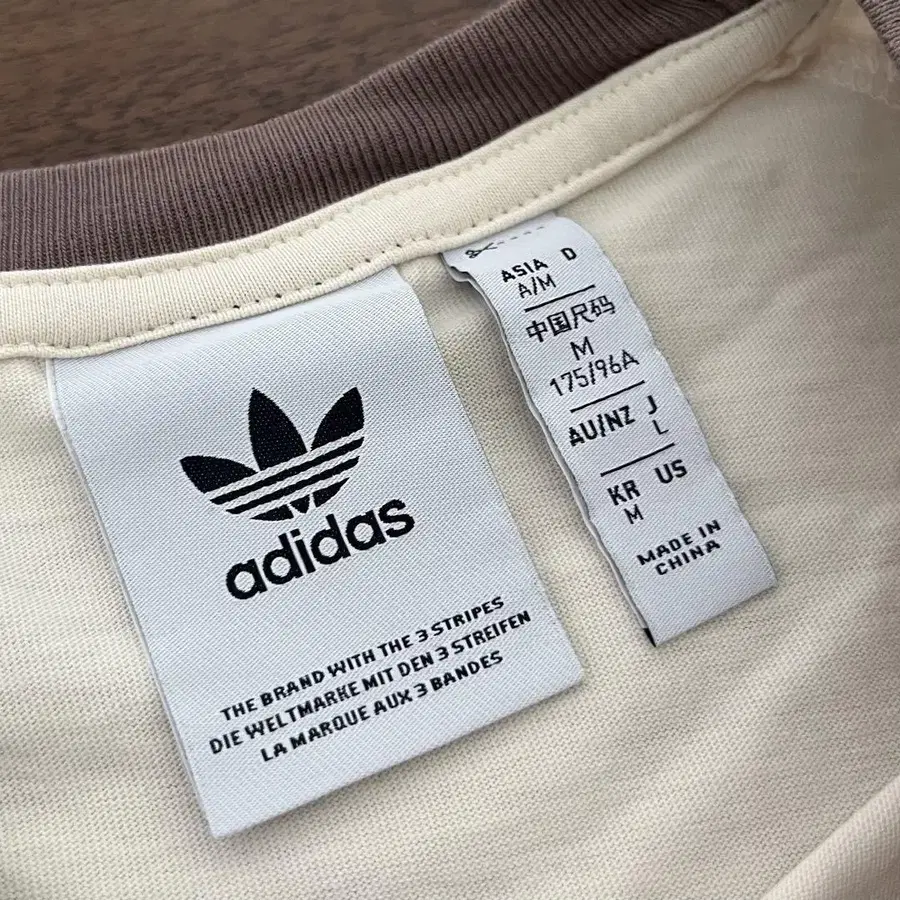 adidas
THE BRAND WITH THE 3 STRIPES
DIE WELTMARKE MIT DEN 3 STREIFEN
LA MARQUE AUX 3 BANDES
ASIA D
A/M
中国尺码
M
175/96A
AU/NZ J
L
KR US
M
MADE IN
CHINA